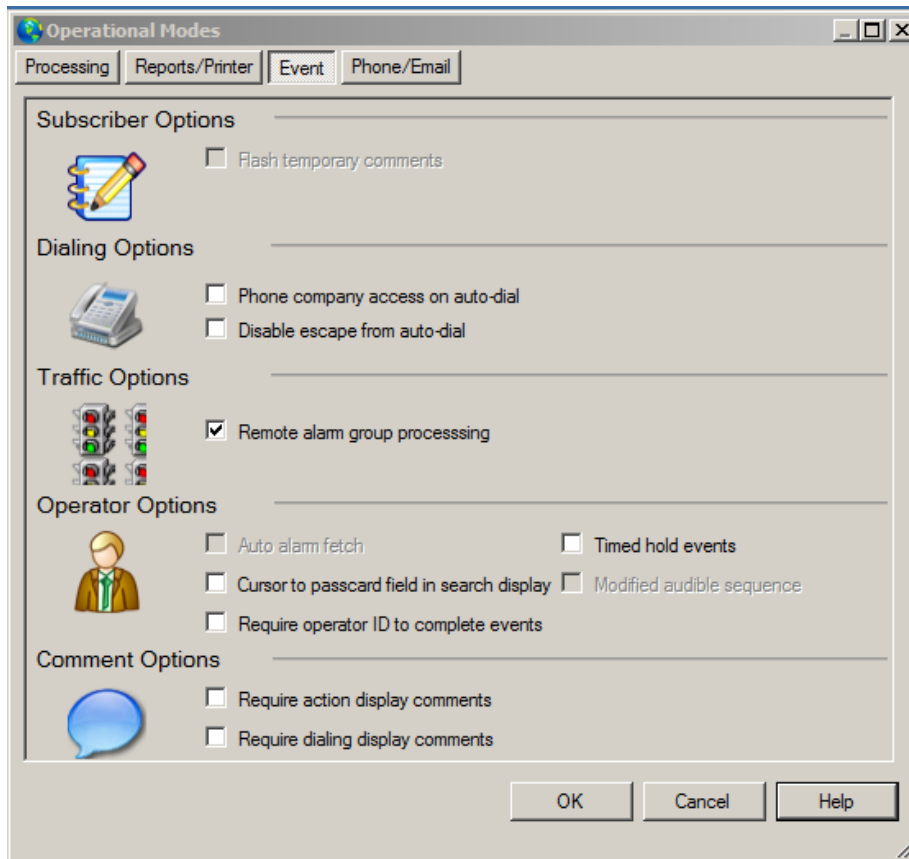 Operational Modes
Processing Reports/Printer Event Phone/Email
Subscriber Options
Flash temporary comments
Dialing Options
Phone company access on auto-dial
Disable escape from auto-dial
Traffic Options
Remote alarm group processsing
Operator Options
Auto alarm fetch Timed hold events
Cursor to passcard field in search display Modified audible sequence
Require operator ID to complete events
Comment Options
Require action display comments
Require dialing display comments
OK Cancel Help